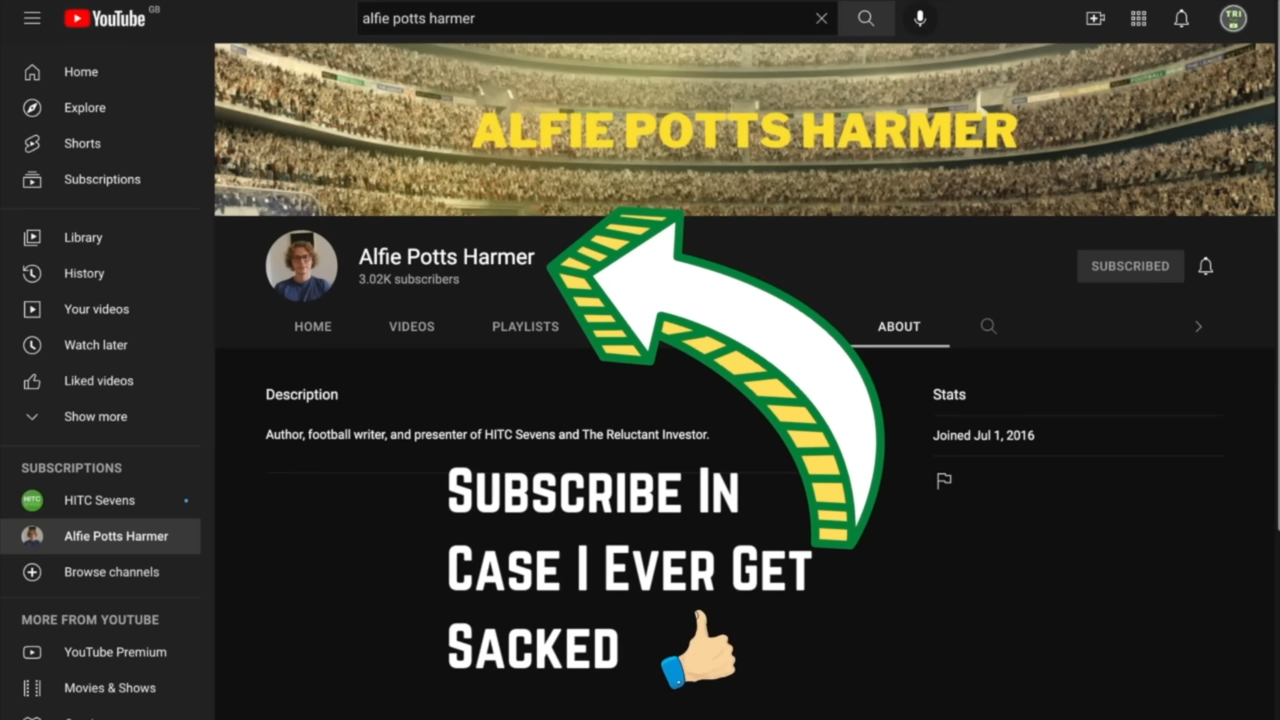 YouTube GB
alfie potts harmer
TRI
ALFIE POTTS HARMER
Home
Explore
Shorts
Subscriptions
Library
History
Your videos
Watch later
Liked videos
Show more
SUBSCRIPTIONS
HITC
HITC Sevens
Alfie Potts Harmer
Browse channels
MORE FROM YOUTUBE
YouTube Premium
Movies & Shows
Alfie Potts Harmer
3.02K subscribers
SUBSCRIBED
HOME VIDEOS PLAYLISTS ABOUT
Description
Author, football writer, and presenter of HITC Sevens and The Reluctant Investor.
Stats
Joined Jul 1, 2016
Subscribe In
Case I Ever Get
Sacked